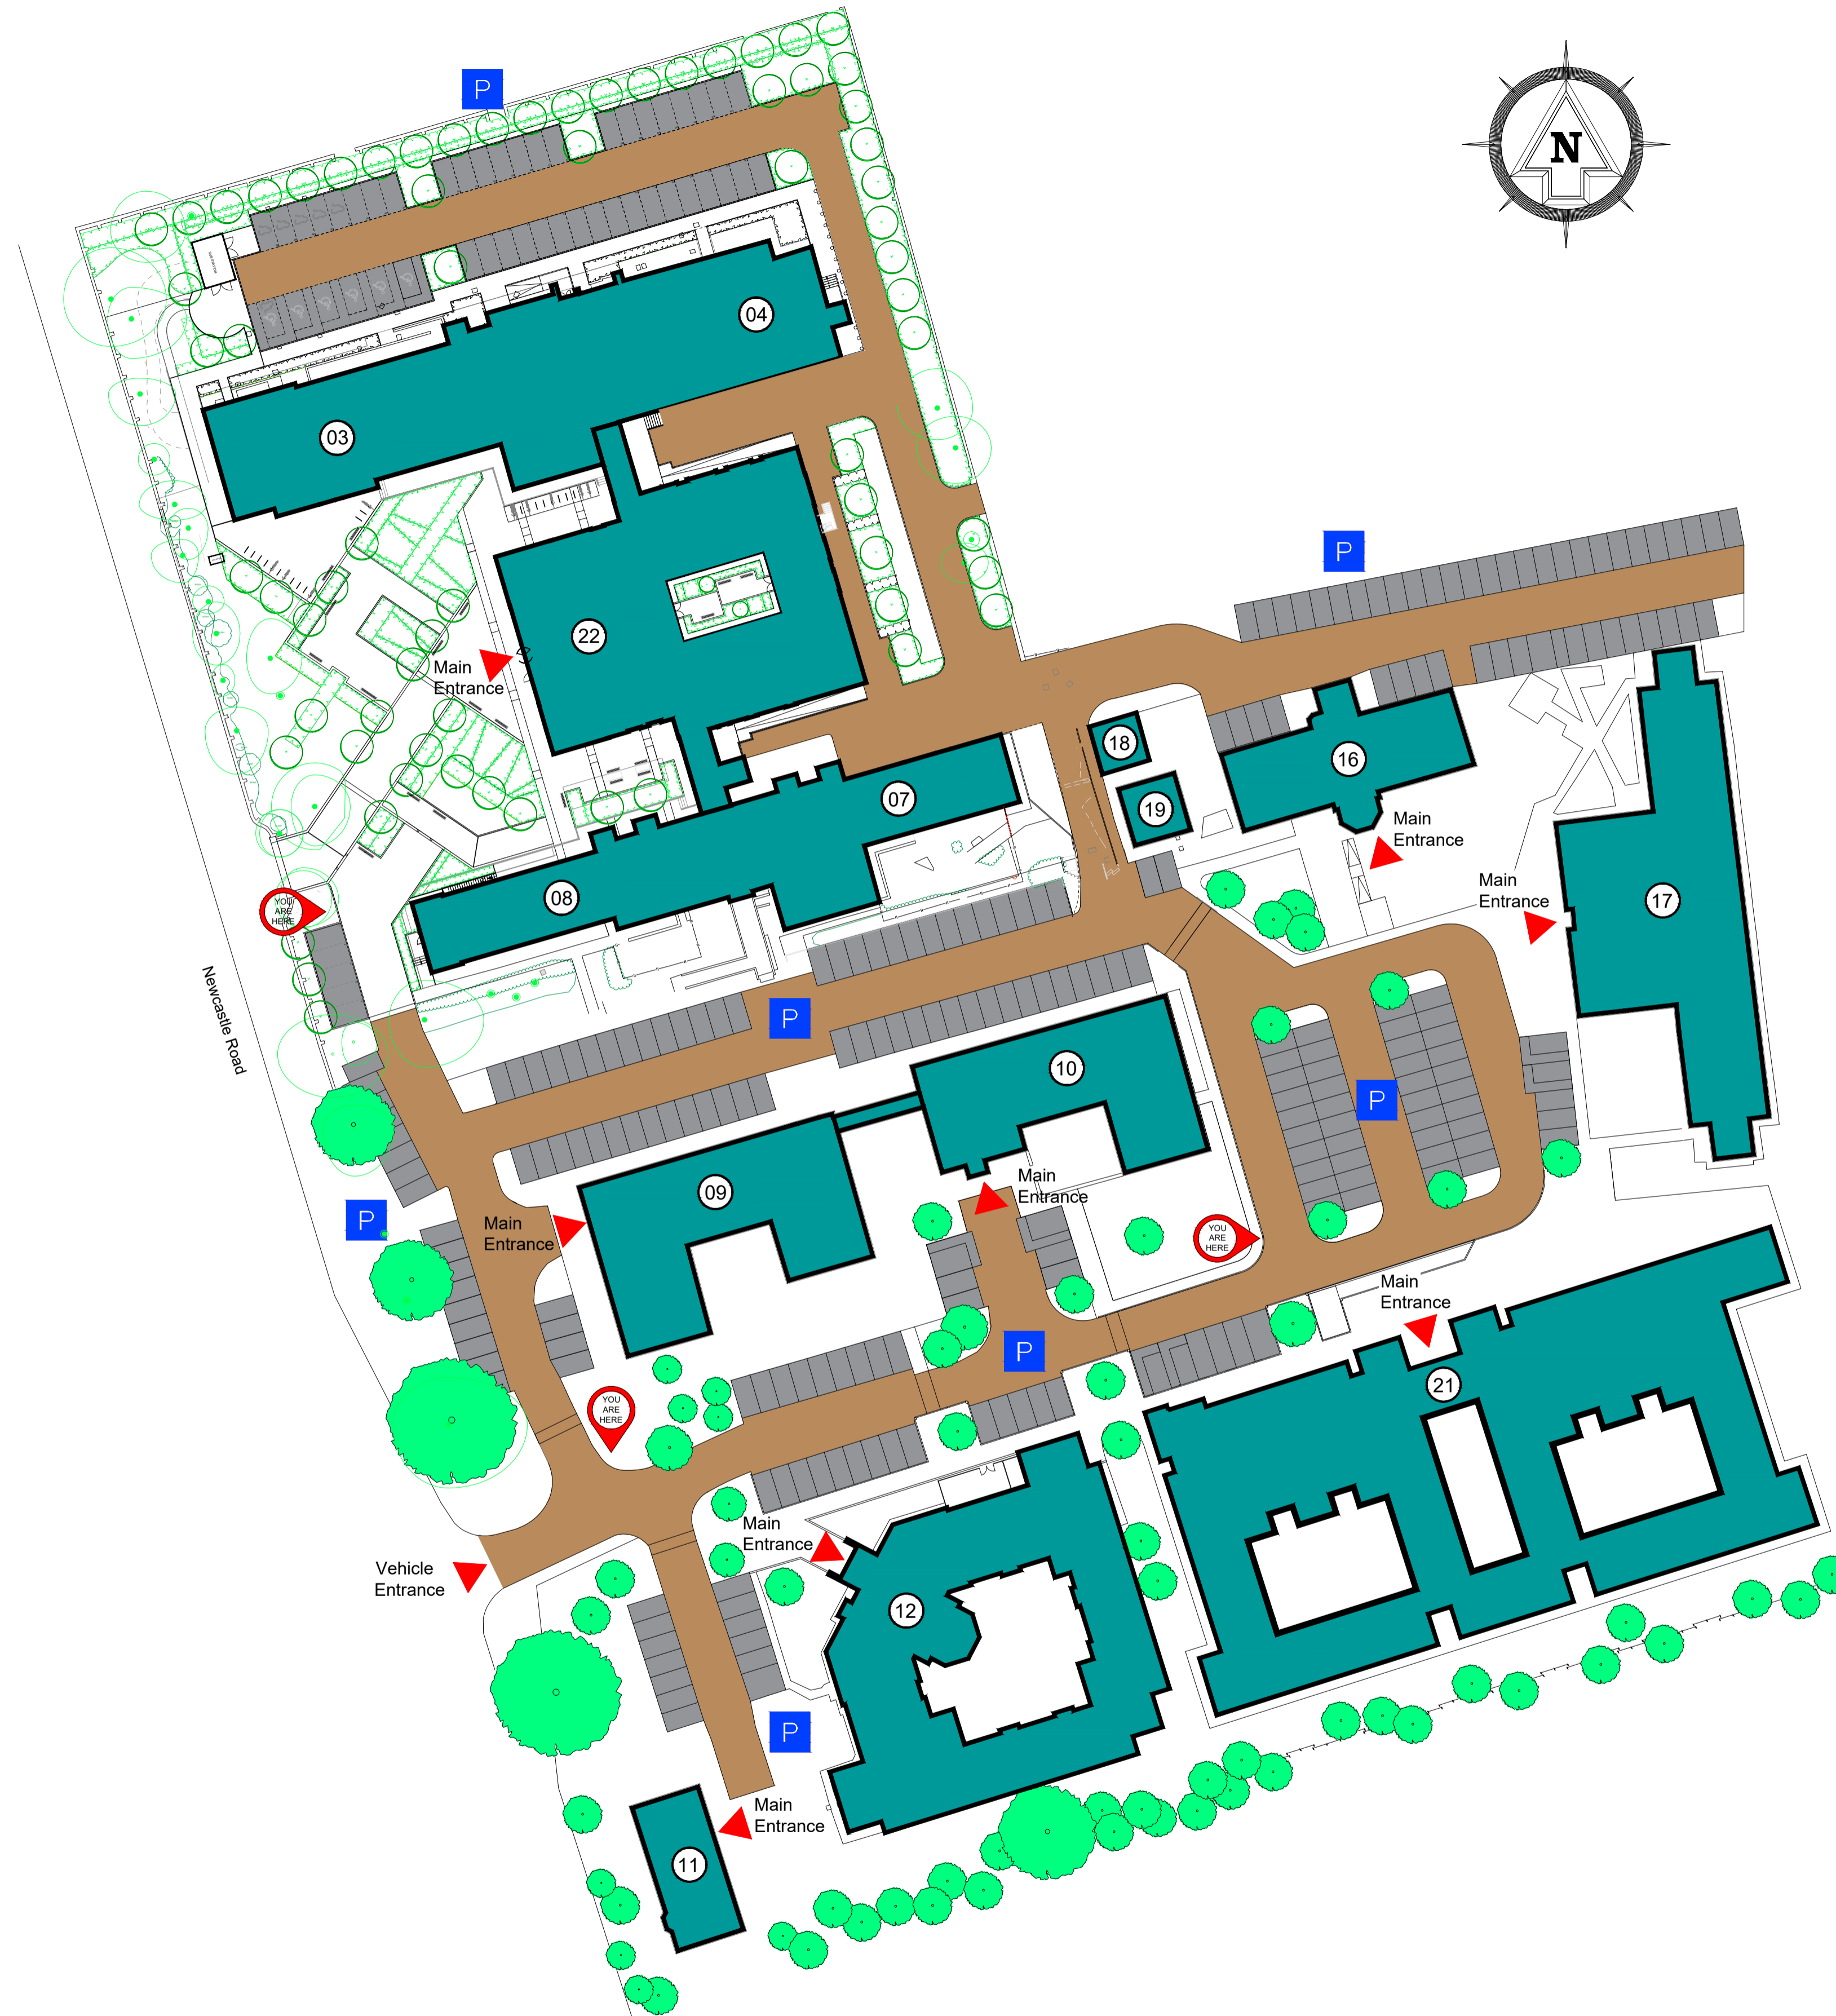 P
N
04
03
P
22
Main
Entrance
18
16
07
19
Main
Entrance
Main
Entrance
17
08
YOU
ARE
HERE
Newcastle Road
P
10
P
09
Main
Entrance
P
Main
Entrance
YOU
ARE
HERE
Main
Entrance
P
21
YOU
ARE
HERE
Main
Entrance
Vehicle
Entrance
12
P
Main
Entrance
11